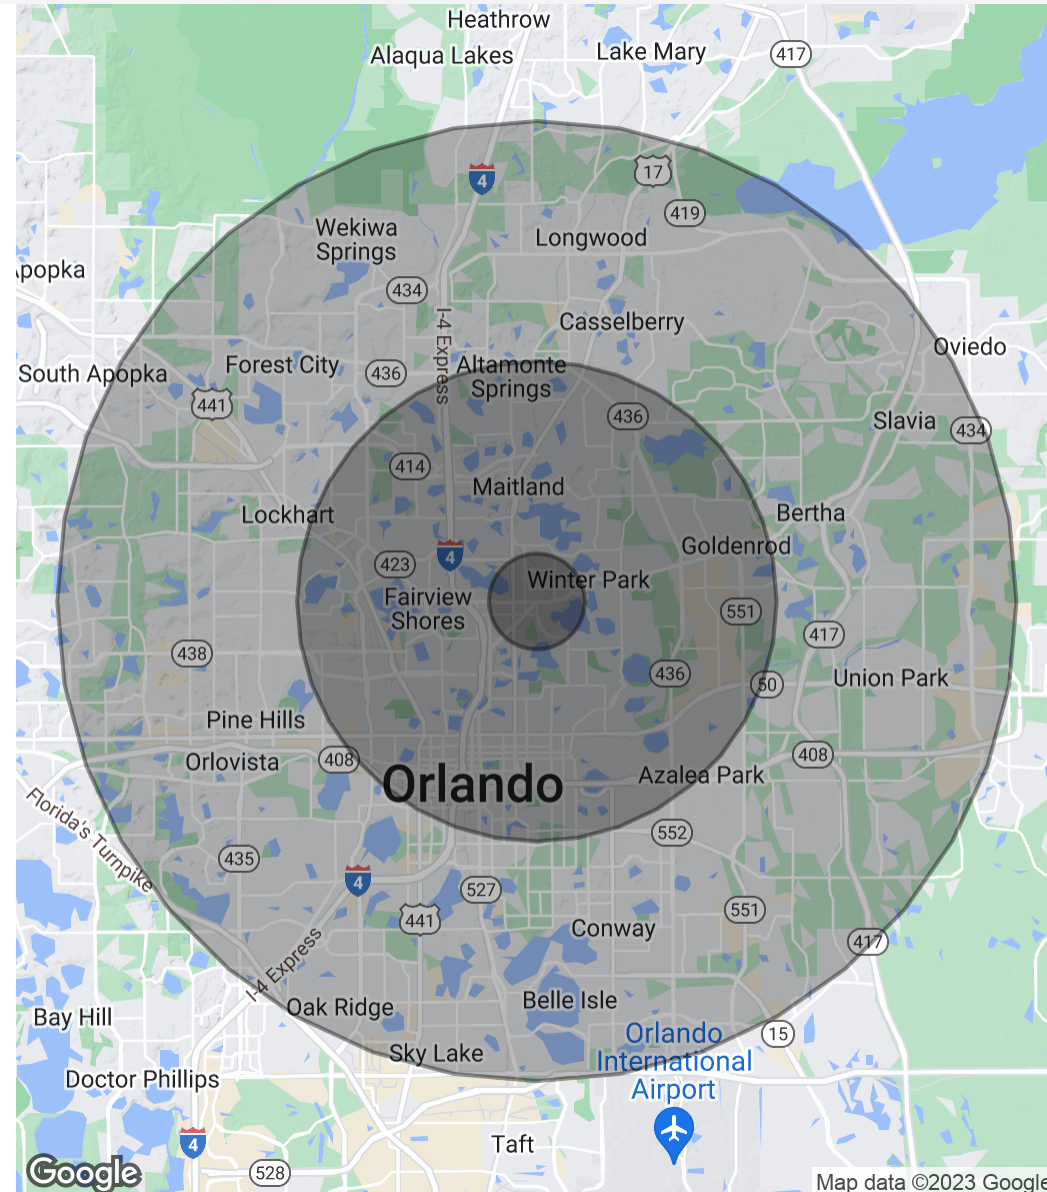 Heathrow
Alaqua Lakes
Lake Mary
417
4
17
419
Wekiwa
Springs
Longwood
popka
434
I-4 Express
Casselberry
Oviedo
South Apopka
Forest City
436
Altamonte
Springs
441
436
Slavia
434
414
Maitland
Lockhart
Bertha
Goldenrod
4
423
Winter Park
Fairview
Shores
551
417
438
436
50
Union Park
Pine Hills
Orlovista
408
408
Orlando
Azalea Park
Florida's Turnpike
552
435
4
527
441
551
Conway
417
I-4 Express
Oak Ridge
Belle Isle
Bay Hill
15
Orlando
International
Airport
Sky Lake
Doctor Phillips
4
Taft
528
Google
Map data ©2023 Google